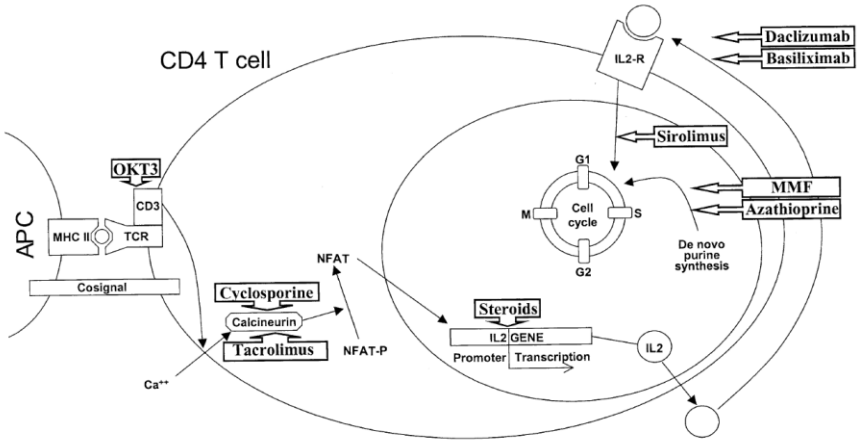 CD4 T cell
APC
MHC II
TCR
CD3
OKT3
Cosignal
Ca++
Cyclosporine
Calcineurin
Tacrolimus
NFAT
NFAT-P
Steroids
IL2 GENE
Promoter
Transcription
IL2
IL2-R
Daclizumab
Basiliximab
Sirolimus
G1
M
Cell
cycle
S
G2
MMF
Azathioprine
De novo
purine
synthesis